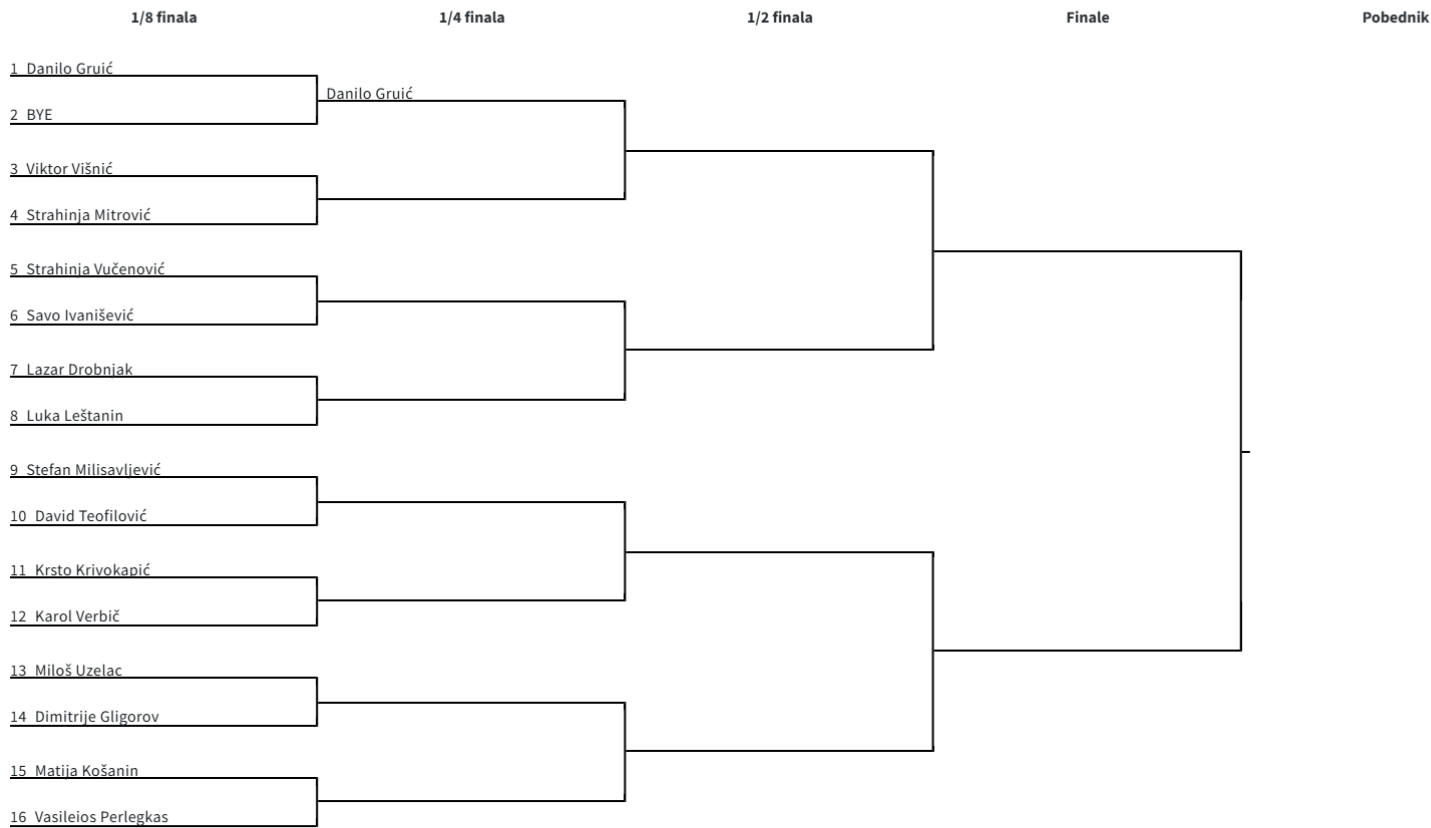 1/8 finala 1/4 finala 1/2 finala Finale Pobednik
1 Danilo Gruić
Danilo Gruić
2 BYE
3 Viktor Višnić
4 Strahinja Mitrović
5 Strahinja Vučenović
6 Savo Ivanišević
7 Lazar Drobnjak
8 Luka Leštanin
9 Stefan Milisavljević
10 David Teofilović
11 Krsto Krivokapić
12 Karol Verbič
13 Miloš Uzelac
14 Dimitrije Gligorov
15 Matija Košanin
16 Vasileios Perlegkas